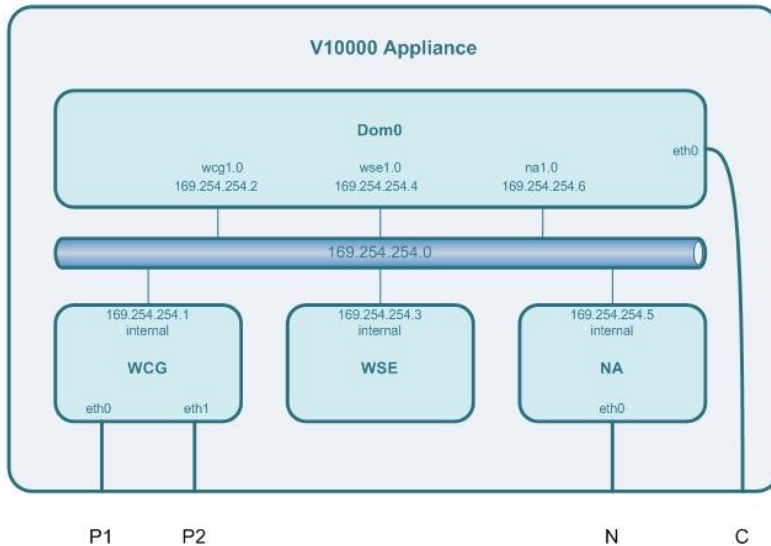 V10000 Appliance
Dom0
eth0
wcg1.0 wse1.0 na1.0
169.254.254.2 169.254.254.4 169.254.254.6
169.254.254.0
169.254.254.1 169.254.254.3 169.254.254.5
internal internal internal
WCG WSE NA
eth0 eth1 eth0
P1 P2 N C